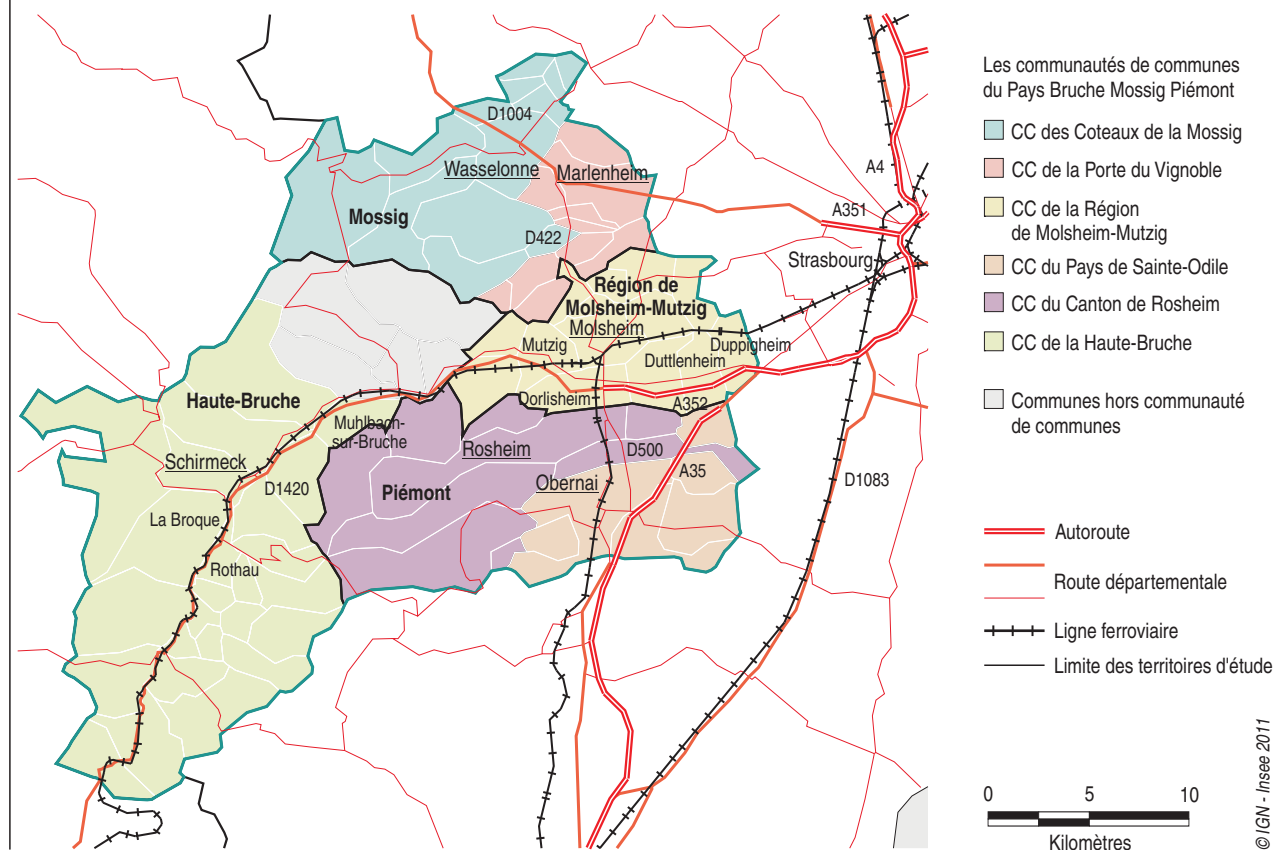 D1004
Wasselonne
Marlenheim
A4
Mossig
A351
D422
Strasbourg
Région de
Molsheim-Mutzig
Molsheim
Mutzig
Duppigheim
Duttlenheim
Haute-Bruche
Dorlisheim
A352
Muhlbach-
sur-Bruche
Rosheim
D500
Schirmeck
Obernai
A35
D1420
Piémont
D1083
La Broque
Rothau
Les communautés de communes
du Pays Bruche Mossig Piémont
CC des Coteaux de la Mossig
CC de la Porte du Vignoble
CC de la Région
de Molsheim-Mutzig
CC du Pays de Sainte-Odile
CC du Canton de Rosheim
CC de la Haute-Bruche
Communes hors communauté
de communes
Autoroute
Route départementale
Ligne ferroviaire
Limite des territoires d'étude
0 5 10
Kilomètres
© IGN - Insee 2011